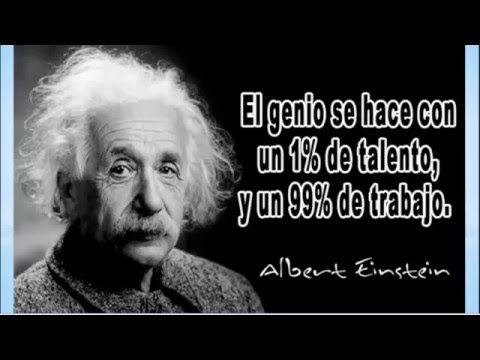 El genio se hace con
un 1% de talento,
y un 99% de trabajo.
Albert Einstein